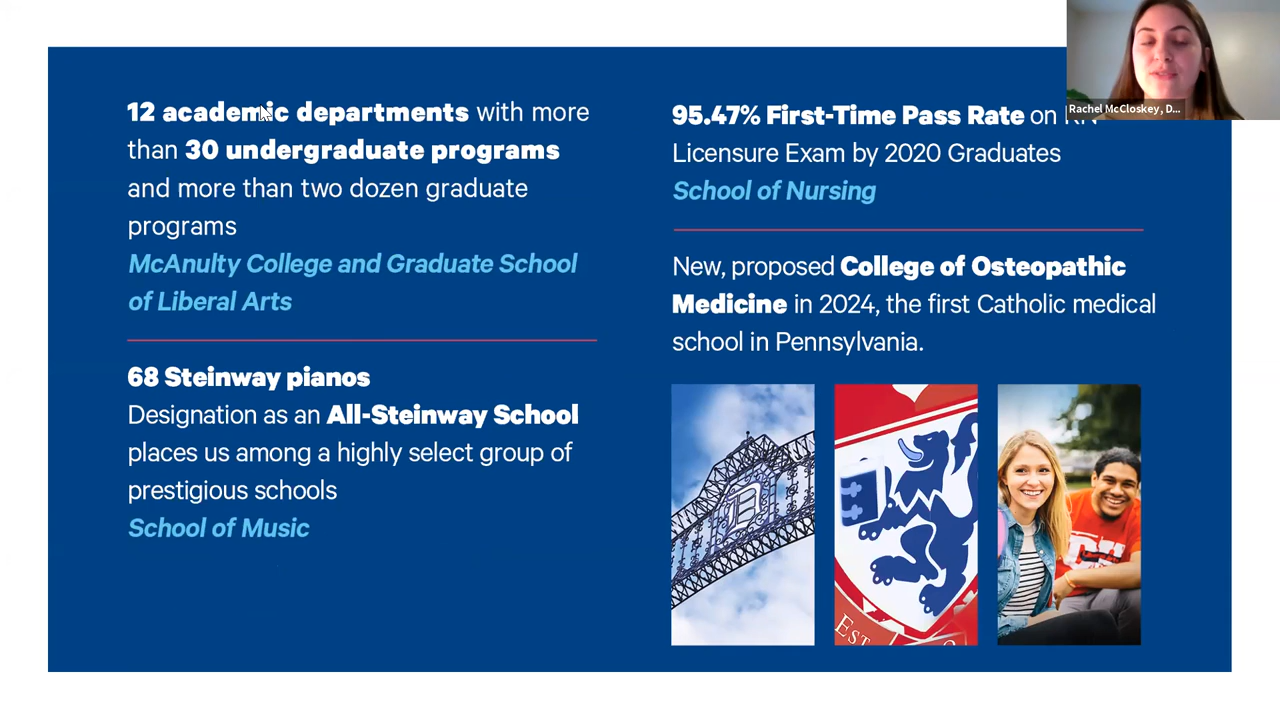 12 academic departments with more
than 30 undergraduate programs
and more than two dozen graduate
programs
McAnulty College and Graduate School
of Liberal Arts
68 Steinway pianos
Designation as an All-Steinway School
places us among a highly select group of
prestigious schools
School of Music
95.47% First-Time Pass Rate on RN
Licensure Exam by 2020 Graduates
School of Nursing
New, proposed College of Osteopathic
Medicine in 2024, the first Catholic medical
school in Pennsylvania.
D
EST
Rachel McCloskey, D...